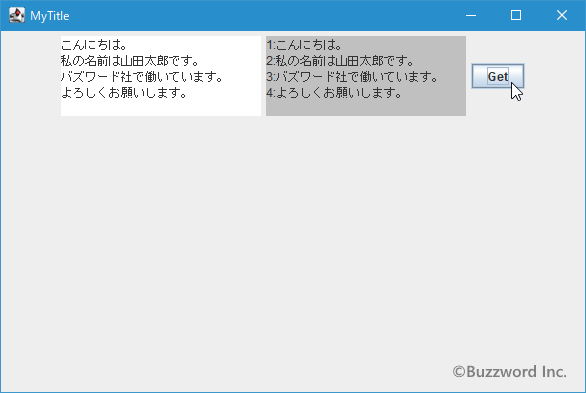 MyTitle
こんにちは。
私の名前は山田太郎です。
バズワード社で働いています。
よろしくお願いします。
1:こんにちは。
2:私の名前は山田太郎です。
3:バズワード社で働いています。
4:よろしくお願いします。
Get
©Buzzword Inc.